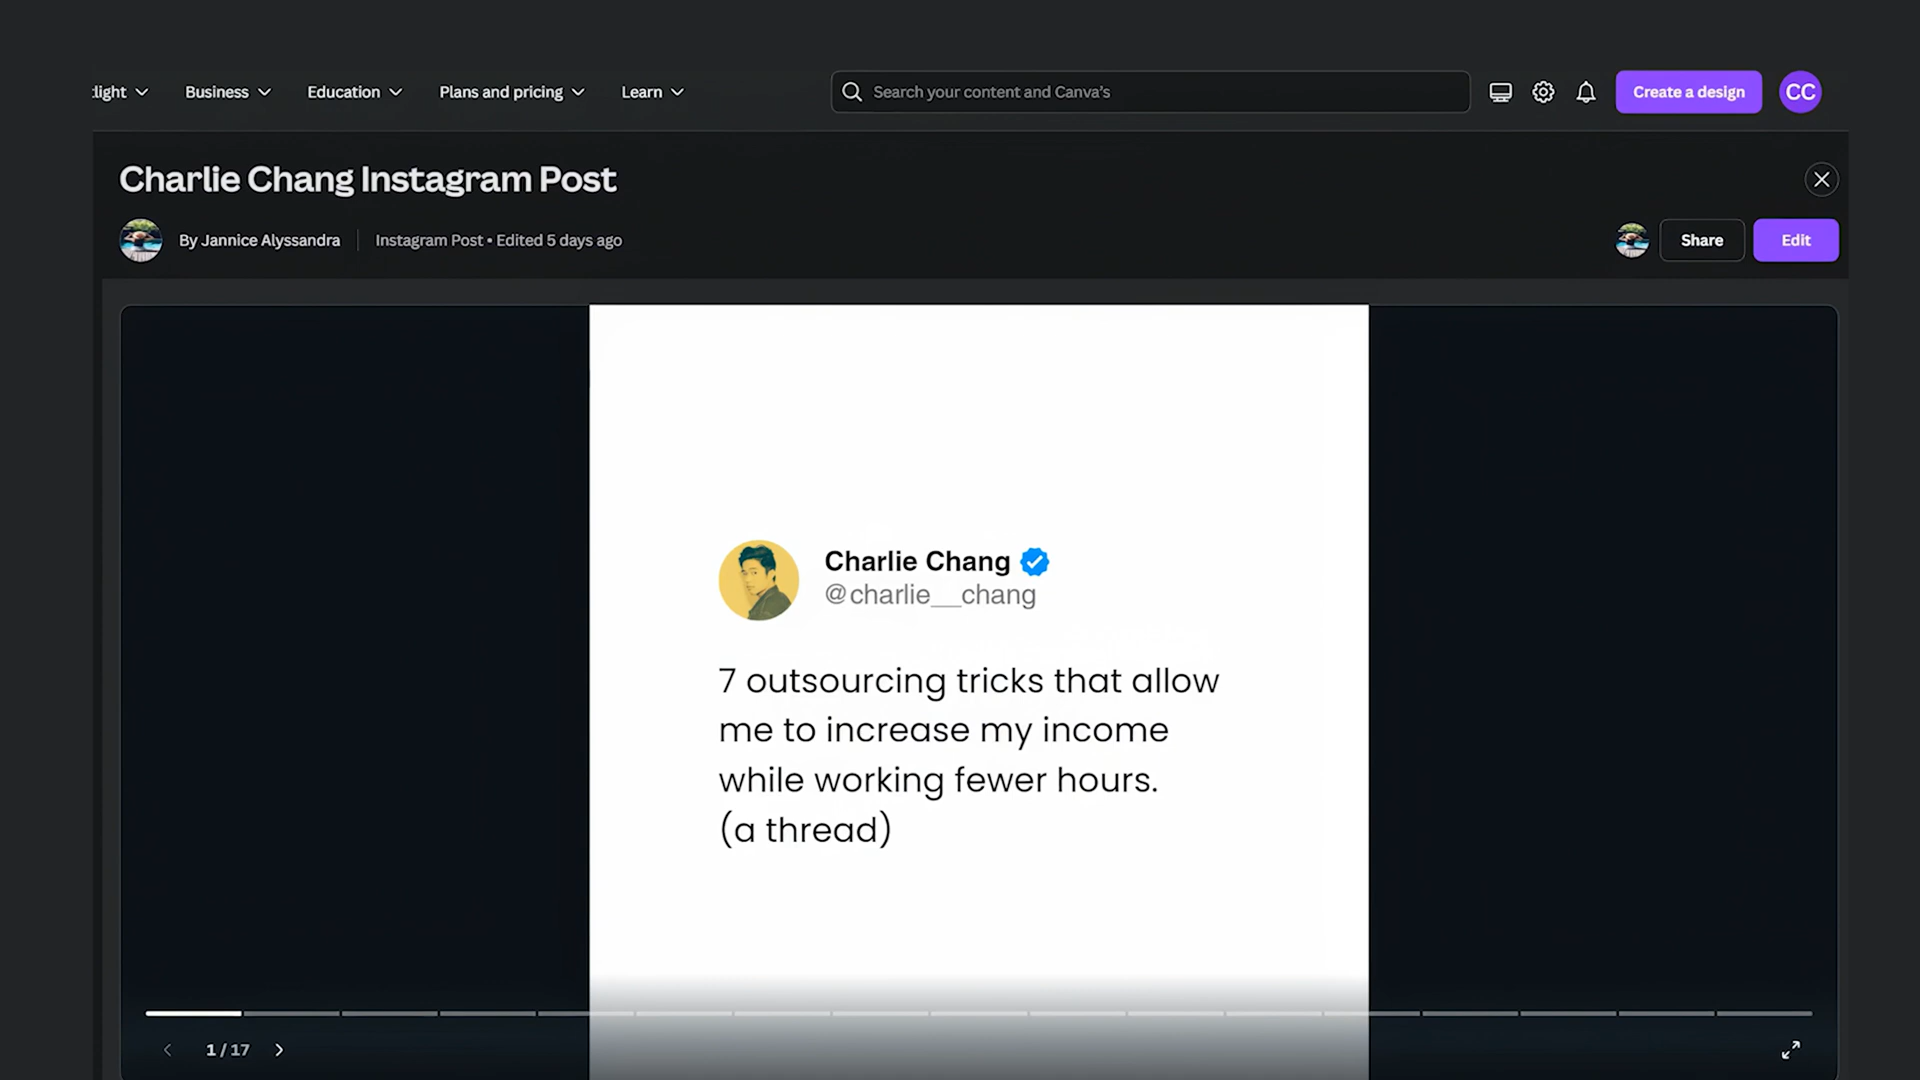 Business
Education
Plans and pricing
Learn
Search your content and Canva's
Create a design
CC
Charlie Chang Instagram Post
By Jannice Alyssandra
Instagram Post • Edited 5 days ago
Share
Edit
Charlie Chang
@charlie__chang
7 outsourcing tricks that allow
me to increase my income
while working fewer hours.
(a thread)
1 / 17